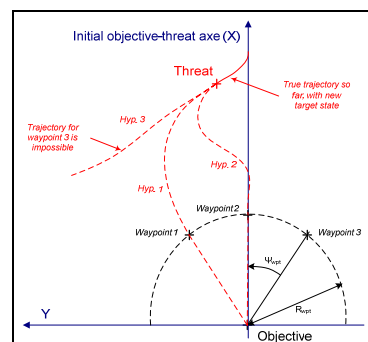 Initial objective-threat axe (X)
Threat
True trajectory so
far, with new
target state
Hyp. 3
Trajectory for
waypoint 3 is
impossible
Hyp. 2
Hyp. 1
Waypoint 2
Waypoint 1
Waypoint 3
Ψwpt
Rwpt
Y
Objective